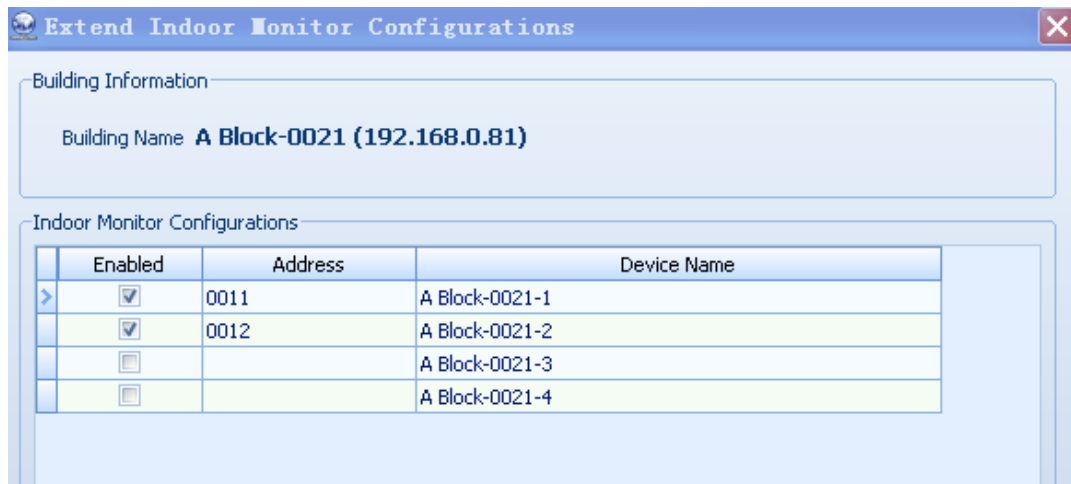 Extend Indoor Monitor Configurations
Building Information
Building Name A Block-0021 (192.168.0.81)
Indoor Monitor Configurations
Enabled Address Device Name
0011 A Block-0021-1
0012 A Block-0021-2
A Block-0021-3
A Block-0021-4